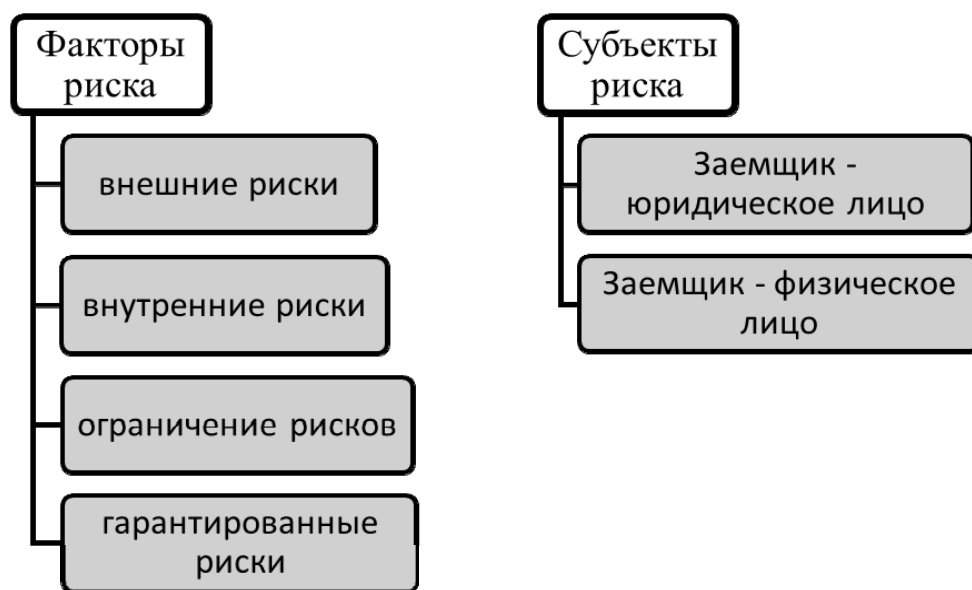 Факторы
риска
внешние риски
внутренние риски
ограничение рисков
гарантированные
риски
Субъекты
риска
Заемщик -
юридическое лицо
Заемщик - физическое
лицо